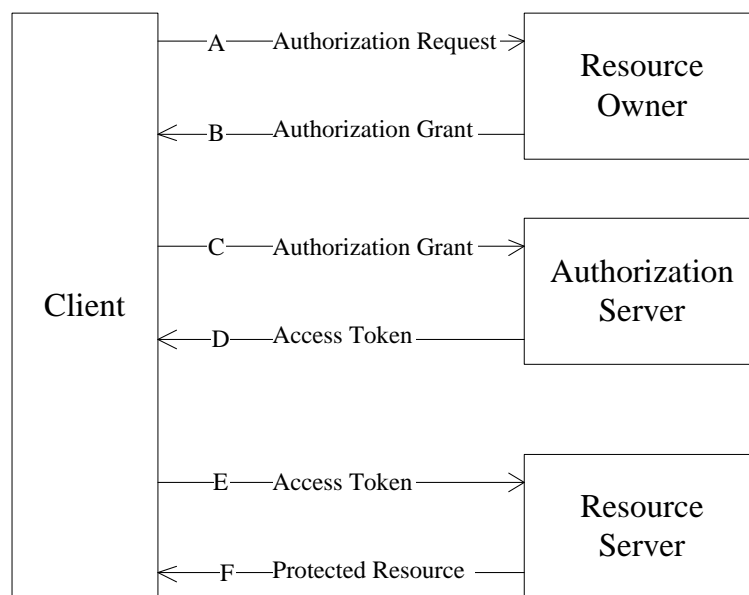 A Authorization Request
Resource
Owner
B Authorization Grant
C Authorization Grant
Authorization
Server
Client
D Access Token
E Access Token
Resource
Server
F Protected Resource